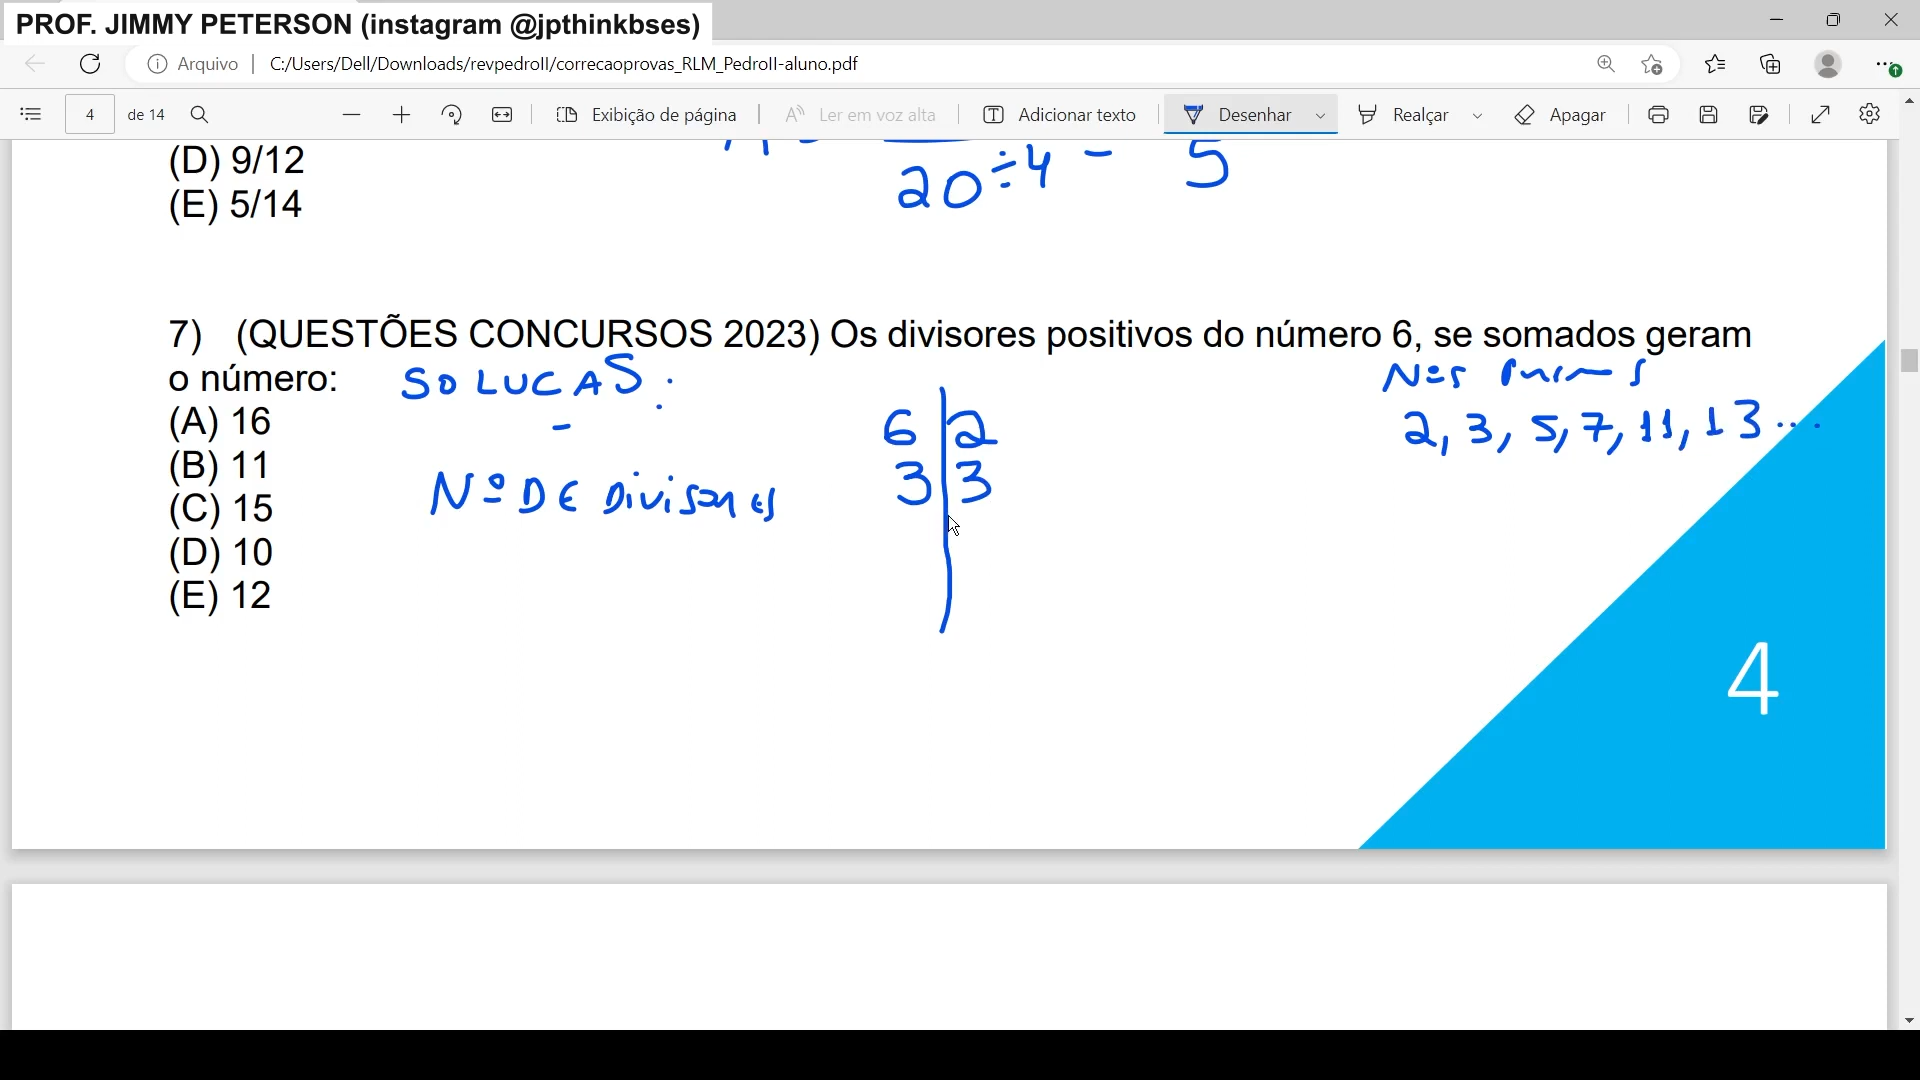 PROF. JIMMY PETERSON (instagram @jpthinkbses)
Arquivo | C:/Users/Dell/Downloads/revpedroII/correcaoprovas_RLM_PedroII-aluno.pdf
4 de 14 Exibição de página Ler em voz alta Adicionar texto Desenhar Realçar Apagar
(D) 9/12
(E) 5/14
20 ÷4 5
7) (QUESTÕES CONCURSOS 2023) Os divisores positivos do número 6, se somados geram
o número:
SOLUCAS:
Nºs
2, 3, 5, 7, 11, 13 ...
(A) 16
(B) 11
(C) 15
(D) 10
(E) 12
Nº DE Divisores
6 | 2
3 | 3
4